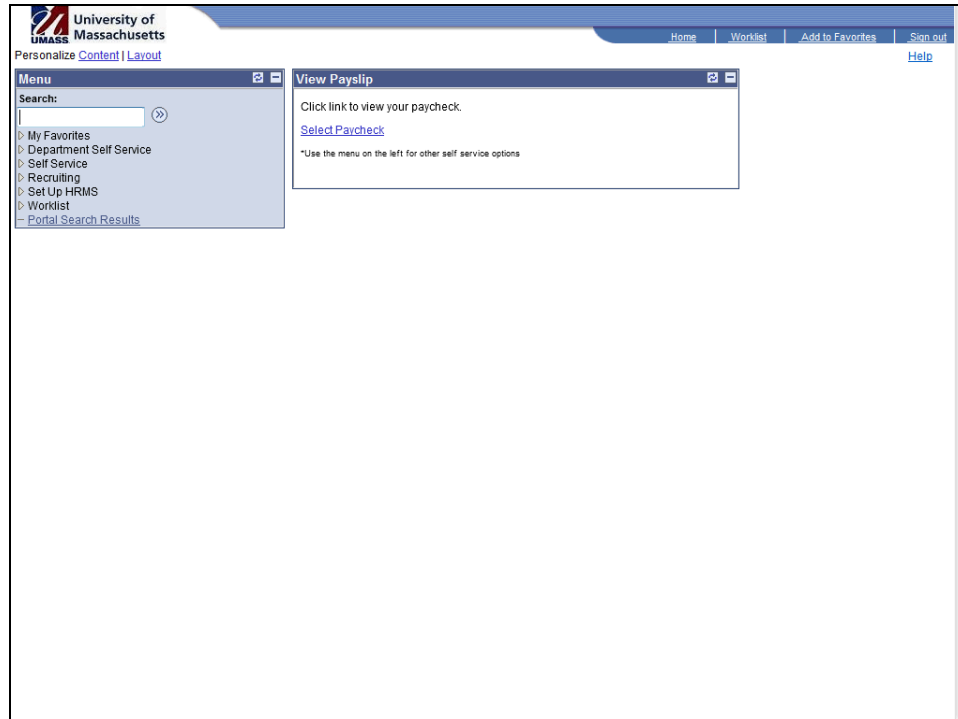 University of
Massachusetts
UMASS
Home Worklist Add to Favorites Sign out
Personalize Content | Layout
Help
Menu
Search:
My Favorites
Department Self Service
Self Service
Recruiting
Set Up HRMS
Worklist
Portal Search Results
View Payslip
Click link to view your paycheck.
Select Paycheck
*Use the menu on the left for other self service options